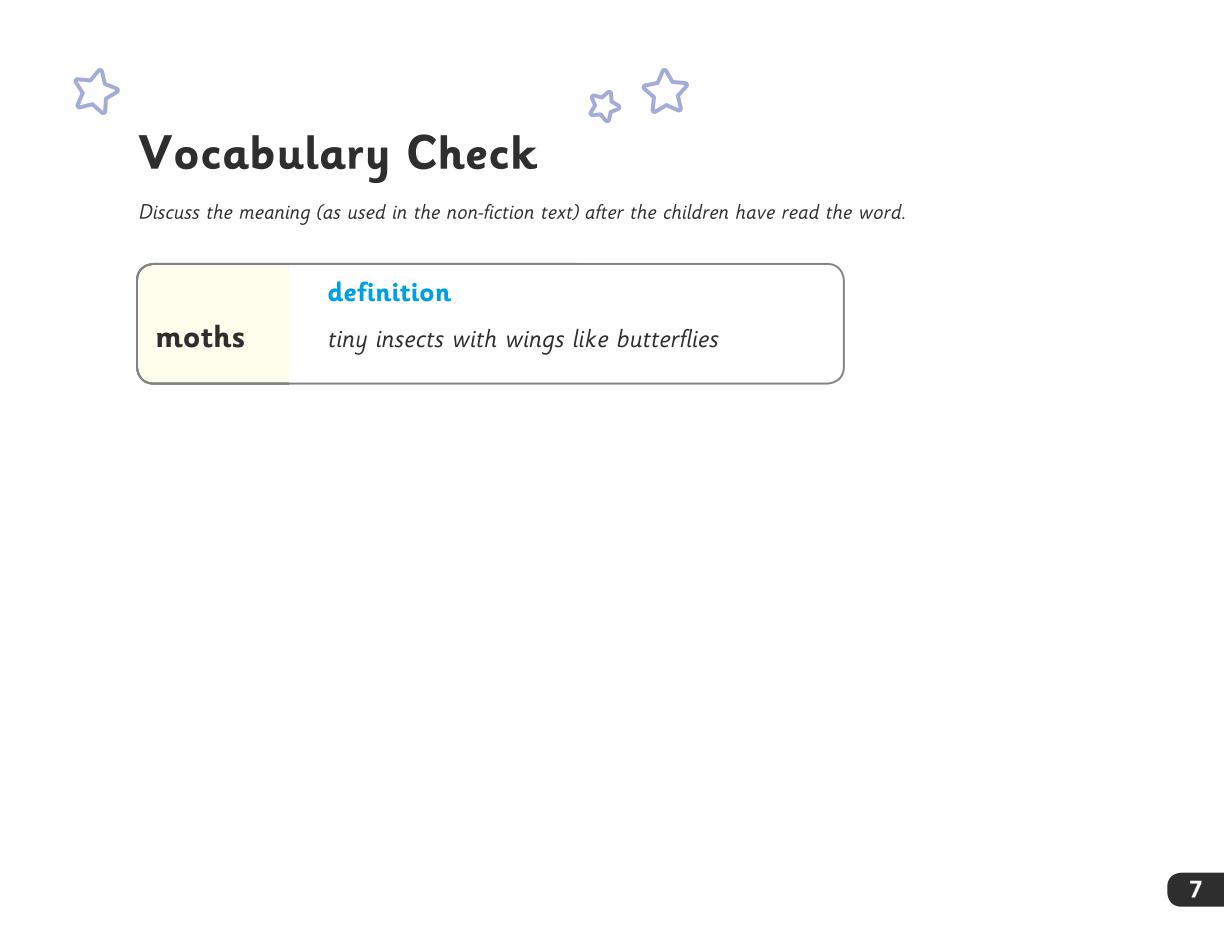 Vocabulary Check
Discuss the meaning (as used in the non-fiction text) after the children have read the word.
definition
moths
tiny insects with wings like butterflies
7